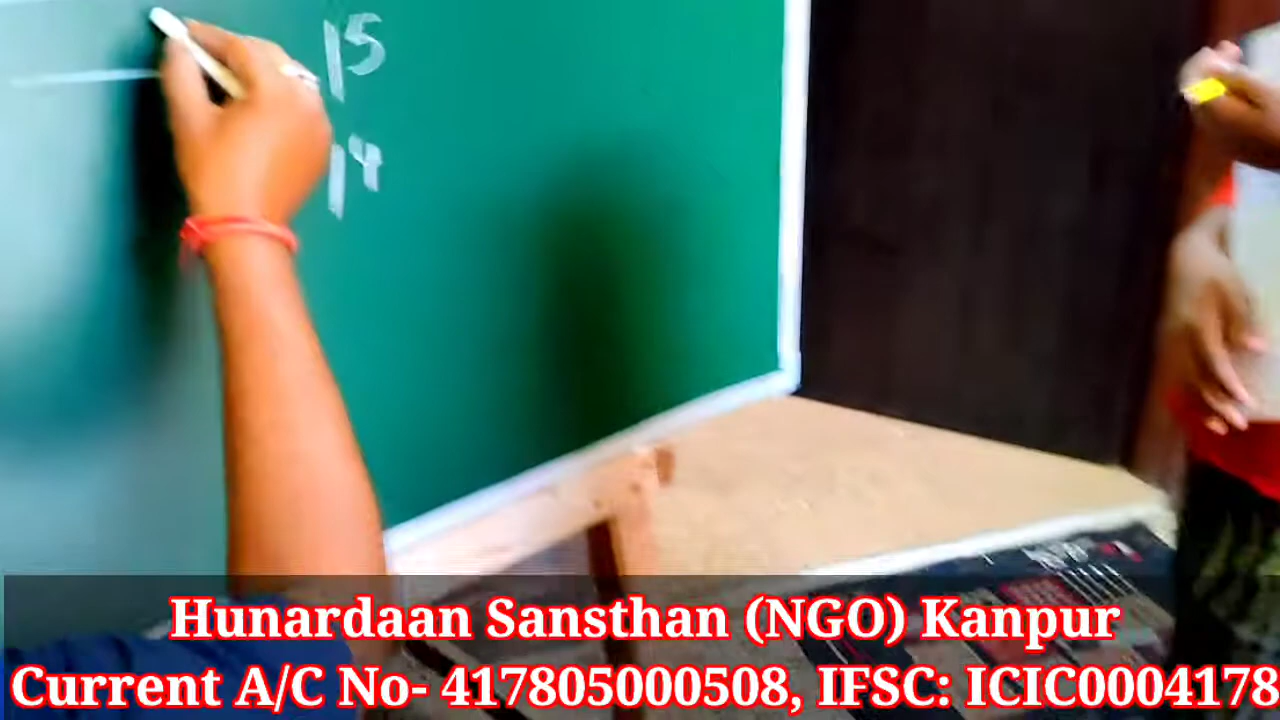 15
14
Hunardaan Sansthan (NGO) Kanpur
Current A/C No- 417805000508, IFSC: ICIC0004178